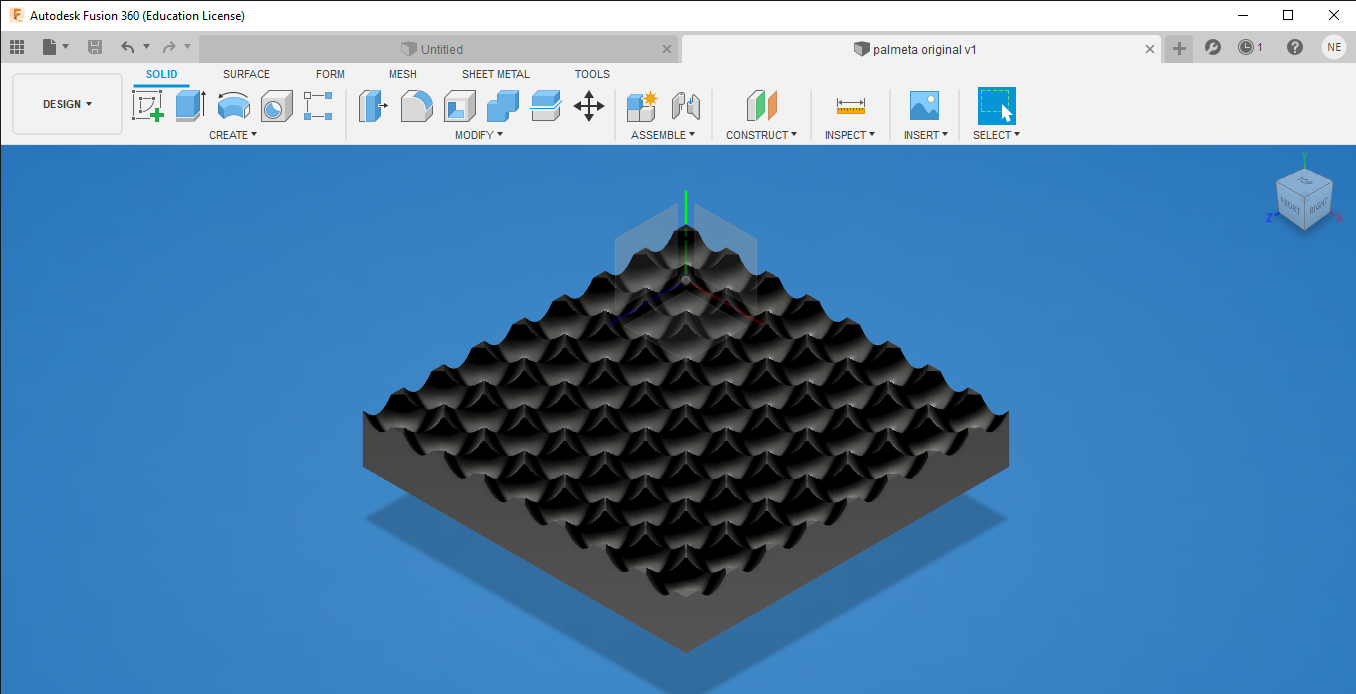 Autodesk Fusion 360 (Education License)
Untitled
palmeta original v1
1
NE
SOLID
SURFACE
FORM
MESH
SHEET METAL
TOOLS
DESIGN
CREATE
MODIFY
ASSEMBLE
CONSTRUCT
INSPECT
INSERT
SELECT
Y
TOP
FRONT
RIGHT
Z
X